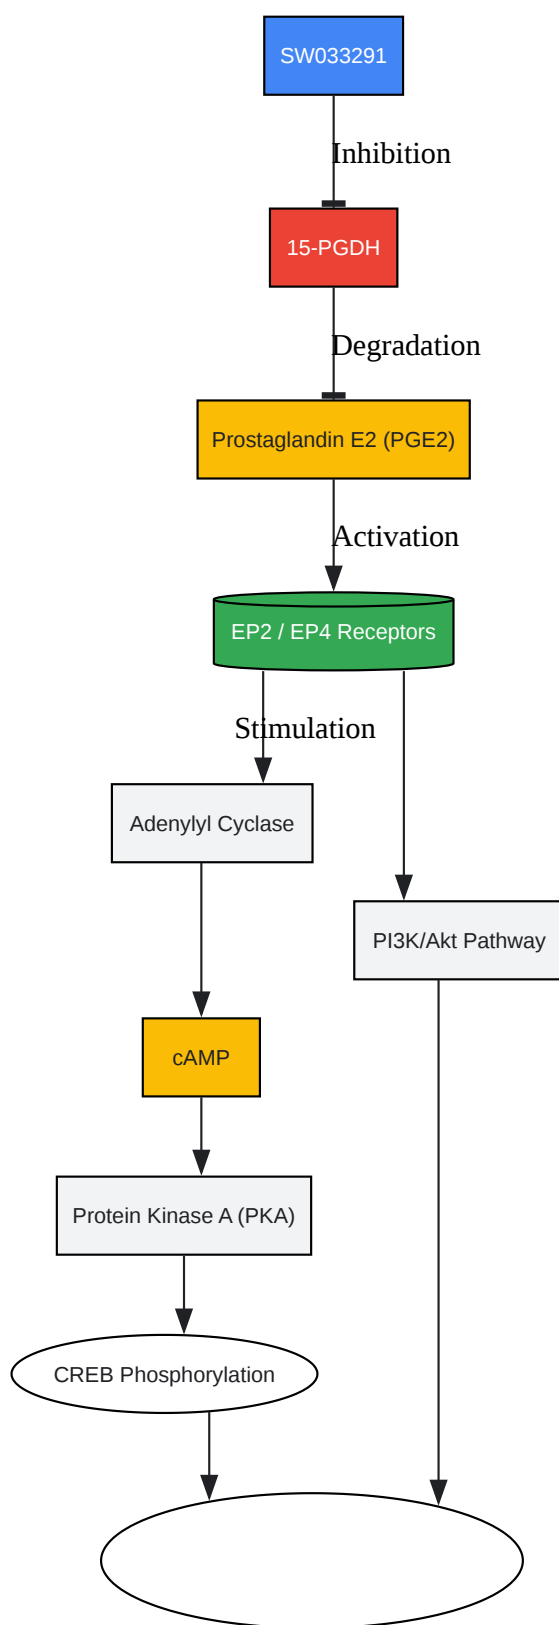 SW033291
Inhibition
15-PGDH
Degradation
Prostaglandin E2 (PGE2)
Activation
EP2 / EP4 Receptors
Stimulation
Adenylyl Cyclase
PI3K/Akt Pathway
cAMP
Protein Kinase A (PKA)
CREB Phosphorylation